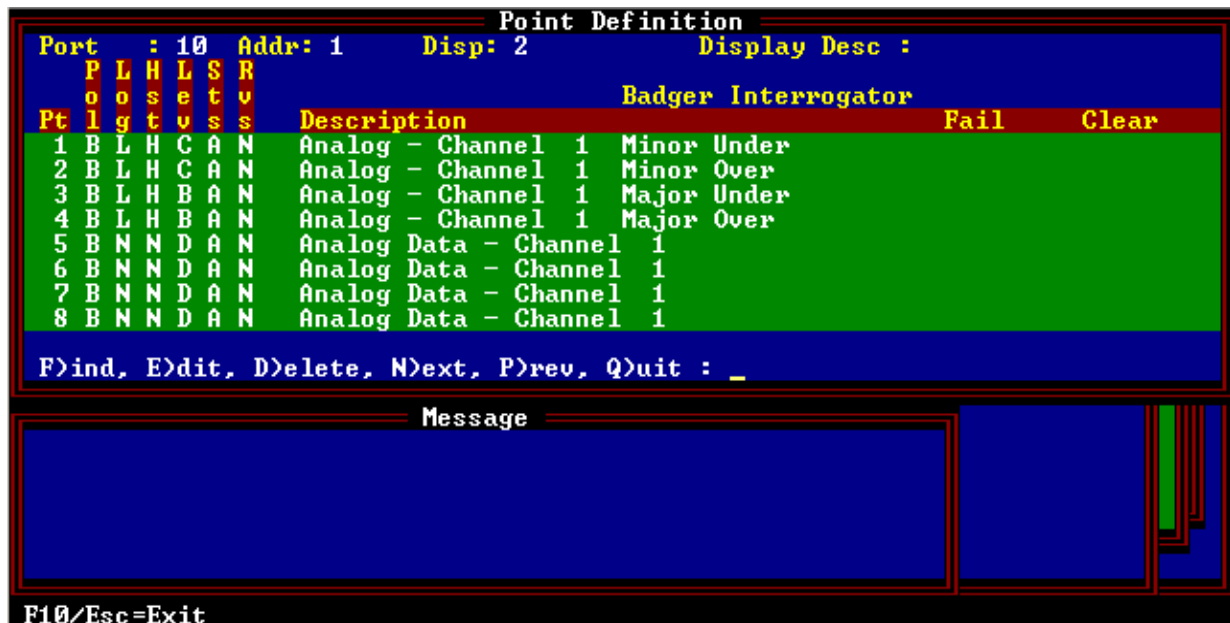 Point Definition
Port : 10 Addr: 1 Disp: 2 Display Desc :
P L H L S R
o o s e t v Badger Interrogator
Pt l g t v s s Description Fail Clear
1 B L H C A N Analog - Channel 1 Minor Under
2 B L H C A N Analog - Channel 1 Minor Over
3 B L H B A N Analog - Channel 1 Major Under
4 B L H B A N Analog - Channel 1 Major Over
5 B N N D A N Analog Data - Channel 1
6 B N N D A N Analog Data - Channel 1
7 B N N D A N Analog Data - Channel 1
8 B N N D A N Analog Data - Channel 1
F)ind, E)dit, D)elete, N)ext, P)rev, Q)uit : _
Message
F10/Esc=Exit